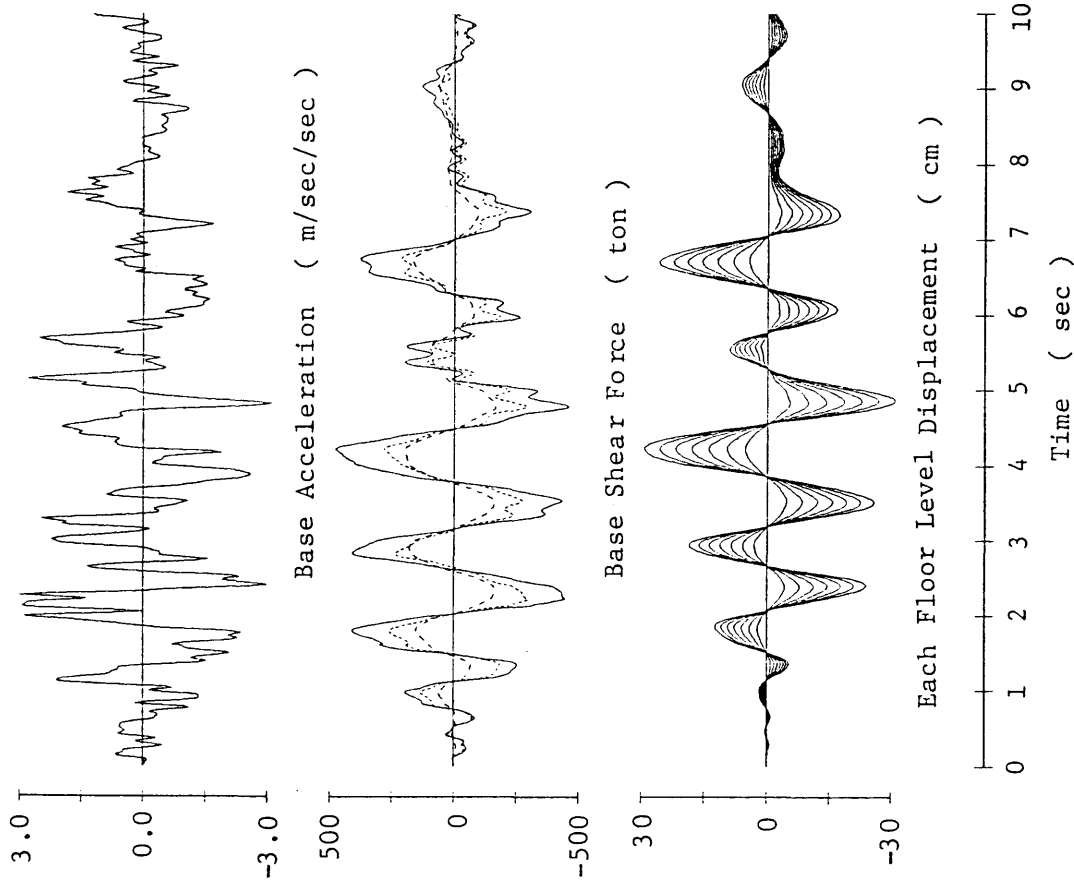 3.0
0.0
-3.0
Base Acceleration ( m/sec/sec )
500
0
-500
Base Shear Force ( ton )
30
0
-30
Each Floor Level Displacement ( cm )
0 1 2 3 4 5 6 7 8 9 10
Time ( sec )